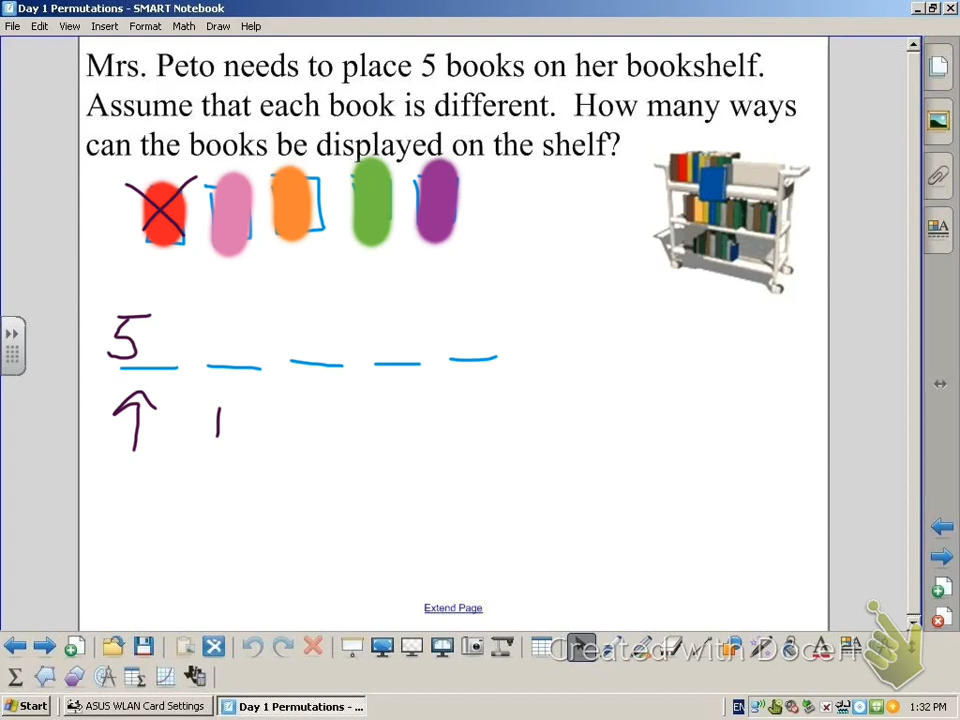 Day 1 Permutations - SMART Notebook
File Edit View Insert Format Math Draw Help
Mrs. Peto needs to place 5 books on her bookshelf.
Assume that each book is different.  How many ways
can the books be displayed on the shelf?
5
Extend Page
Created with Docer
Start
ASUS WLAN Card Settings
Day 1 Permutations - ...
EN
1:32 PM